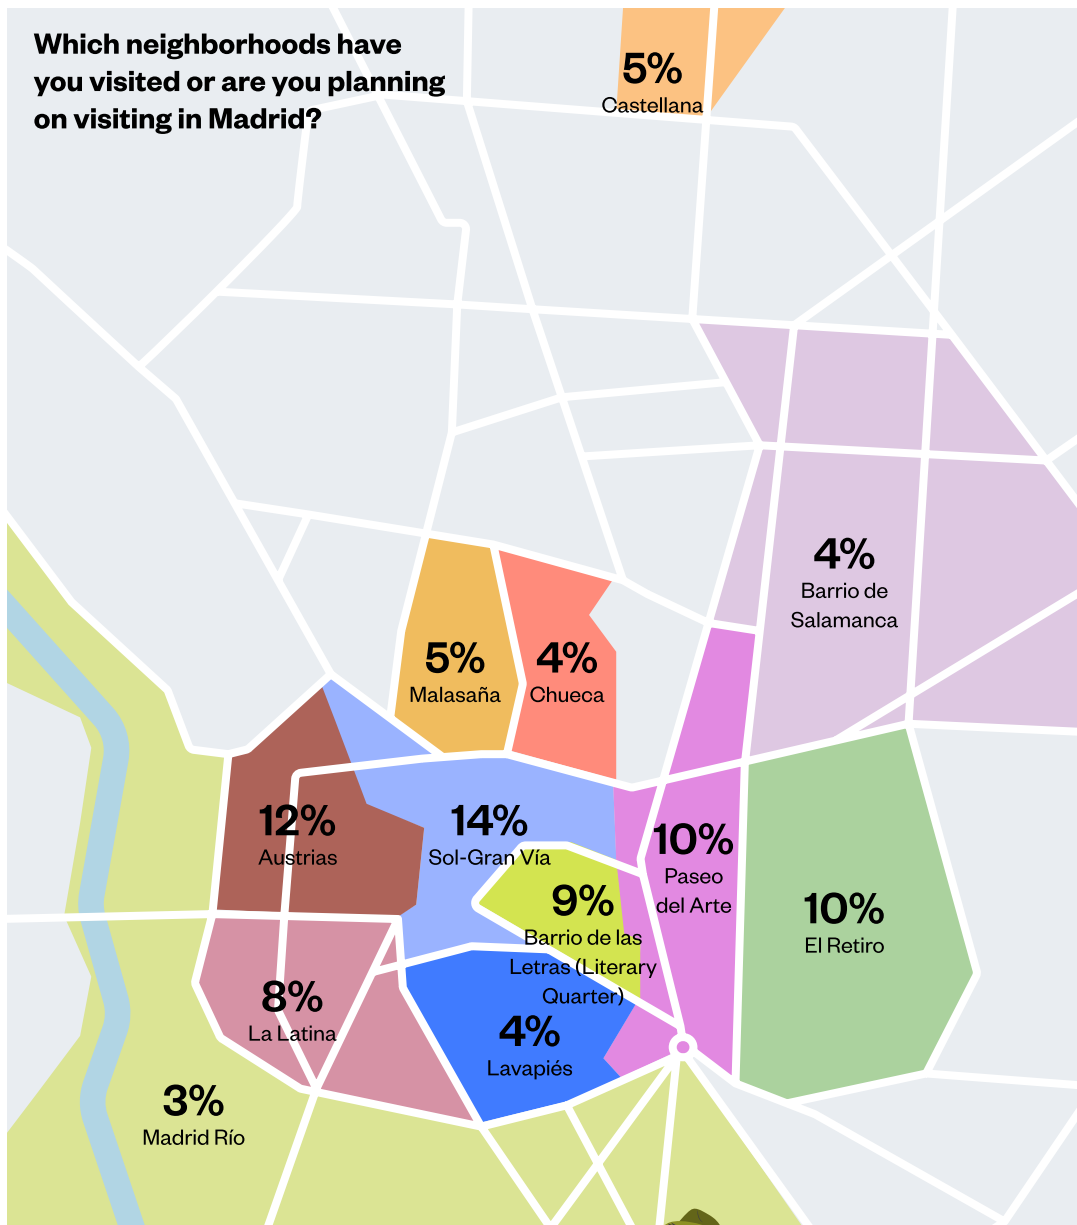 Which neighborhoods have
you visited or are you planning
on visiting in Madrid?
5%
Castellana
4%
Barrio de
Salamanca
5%
Malasaña
4%
Chueca
12%
Austrias
14%
Sol-Gran Vía
10%
Paseo
del Arte
9%
Barrio de las
Letras (Literary
Quarter)
10%
El Retiro
8%
La Latina
4%
Lavapiés
3%
Madrid Río